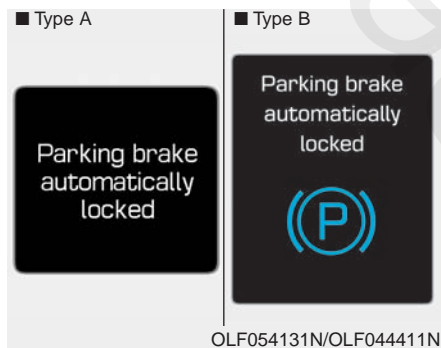 ■ Type A
Parking brake
automatically
locked
■ Type B
Parking brake
automatically
locked
P
OLF054131N/OLF044411N